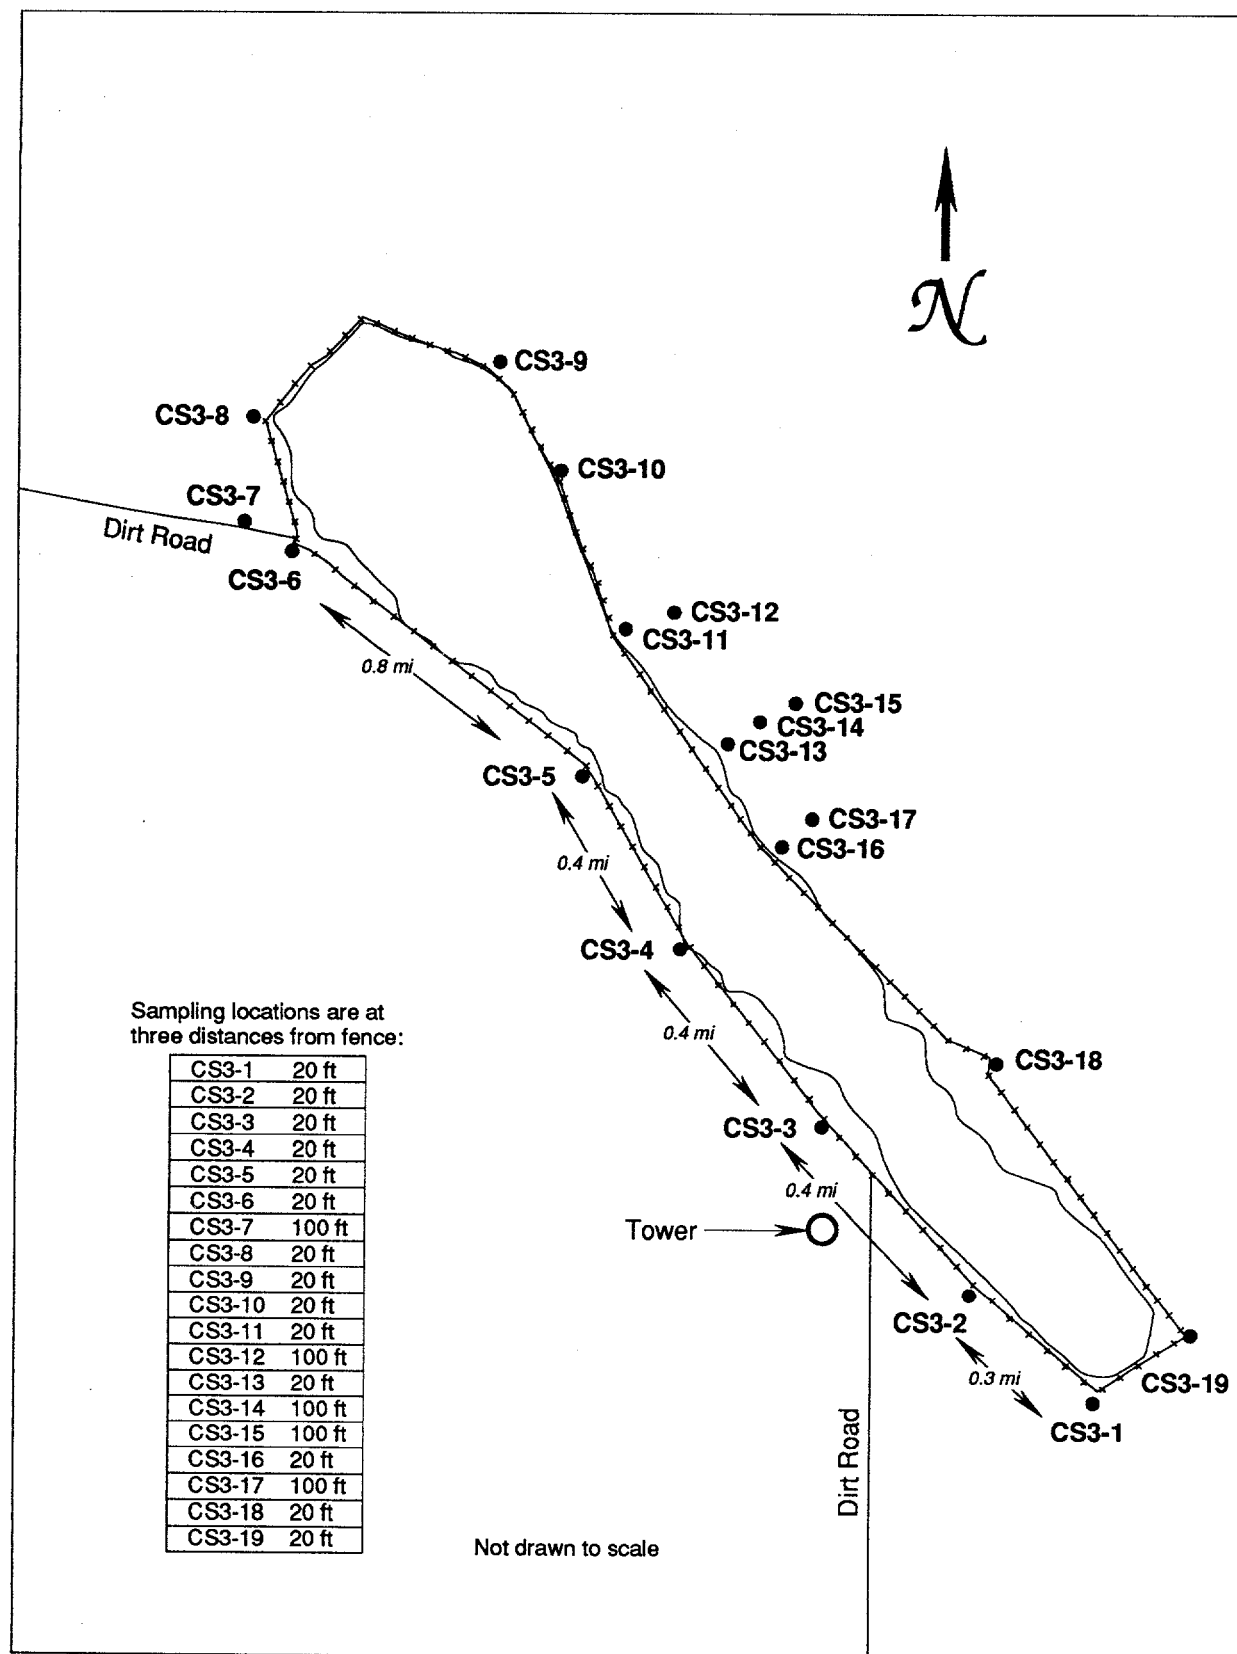 N
CS3-9
CS3-8
CS3-10
CS3-7
Dirt Road
CS3-6
CS3-12
CS3-11
0.8 mi
CS3-15
CS3-14
CS3-13
CS3-5
CS3-17
CS3-16
0.4 mi
CS3-4
0.4 mi
CS3-18
CS3-3
0.4 mi
Tower
CS3-2
0.3 mi
CS3-19
CS3-1
Dirt Road
Sampling locations are at
three distances from fence:
CS3-1 20 ft
CS3-2 20 ft
CS3-3 20 ft
CS3-4 20 ft
CS3-5 20 ft
CS3-6 20 ft
CS3-7 100 ft
CS3-8 20 ft
CS3-9 20 ft
CS3-10 20 ft
CS3-11 20 ft
CS3-12 100 ft
CS3-13 20 ft
CS3-14 100 ft
CS3-15 100 ft
CS3-16 20 ft
CS3-17 100 ft
CS3-18 20 ft
CS3-19 20 ft
Not drawn to scale